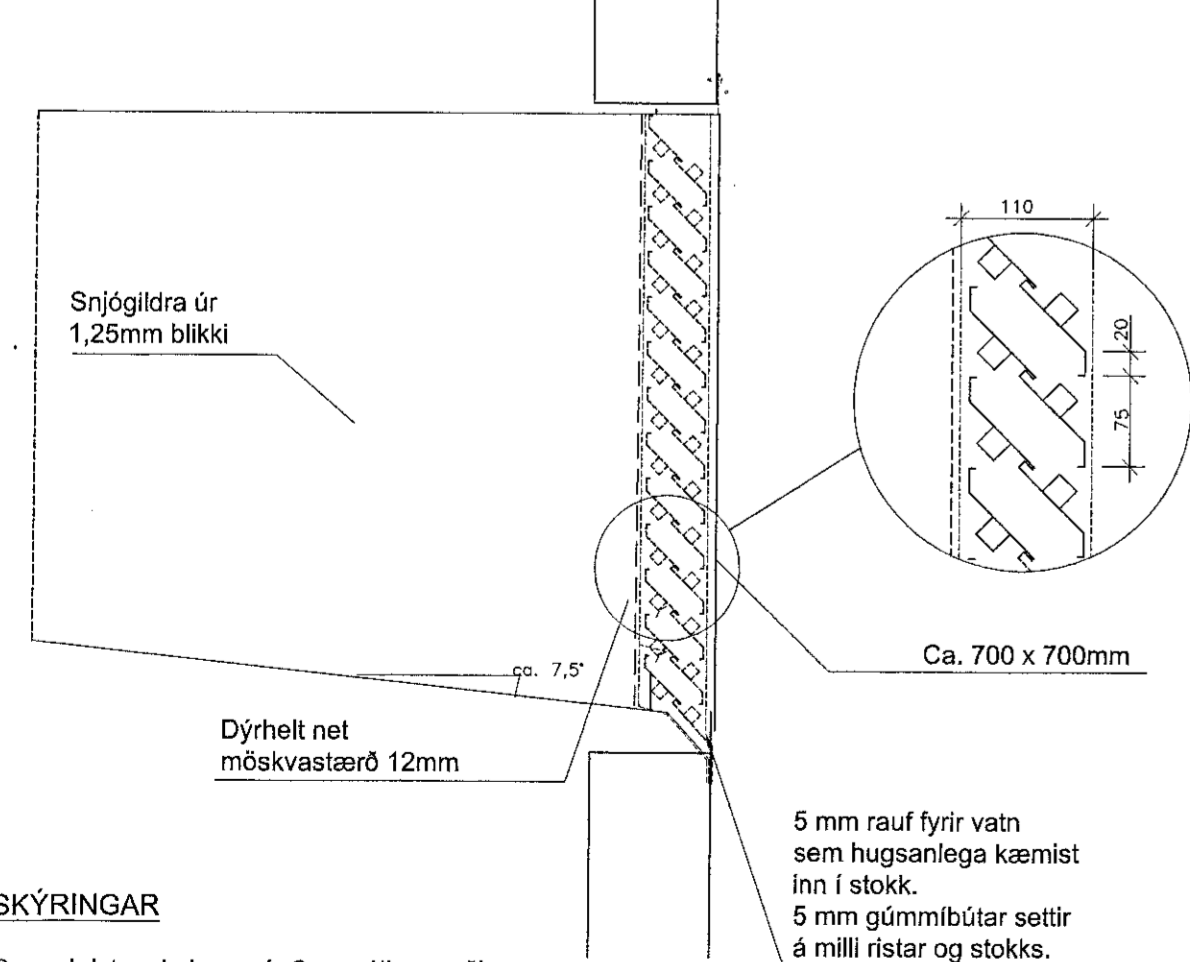 110
Snjógildra úr
1,25mm blikki
20
75
Ca. 700 x 700mm
ca. 7,5°
Dýrhelt net
möskvastærð 12mm
5 mm rauf fyrir vatn
sem hugsanlega kæmist
inn í stokk.
5 mm gúmmíbútar settir
á milli ristar og stokks.
SKÝRINGAR